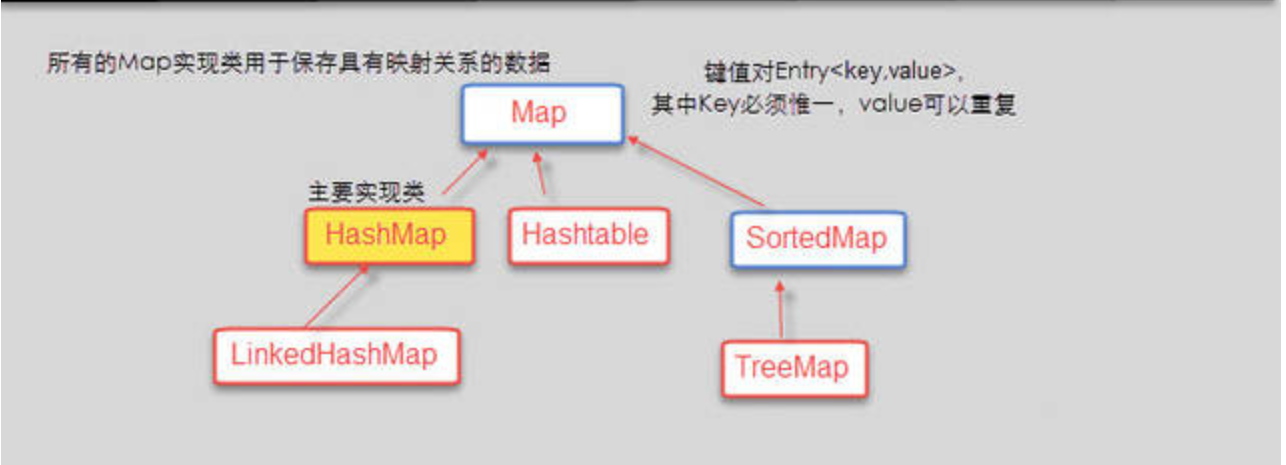 所有的Map实现类用于保存具有映射关系的数据
键值对Entry<key,value>,
其中Key必须惟一，value可以重复
Map
主要实现类
HashMap
Hashtable
SortedMap
LinkedHashMap
TreeMap